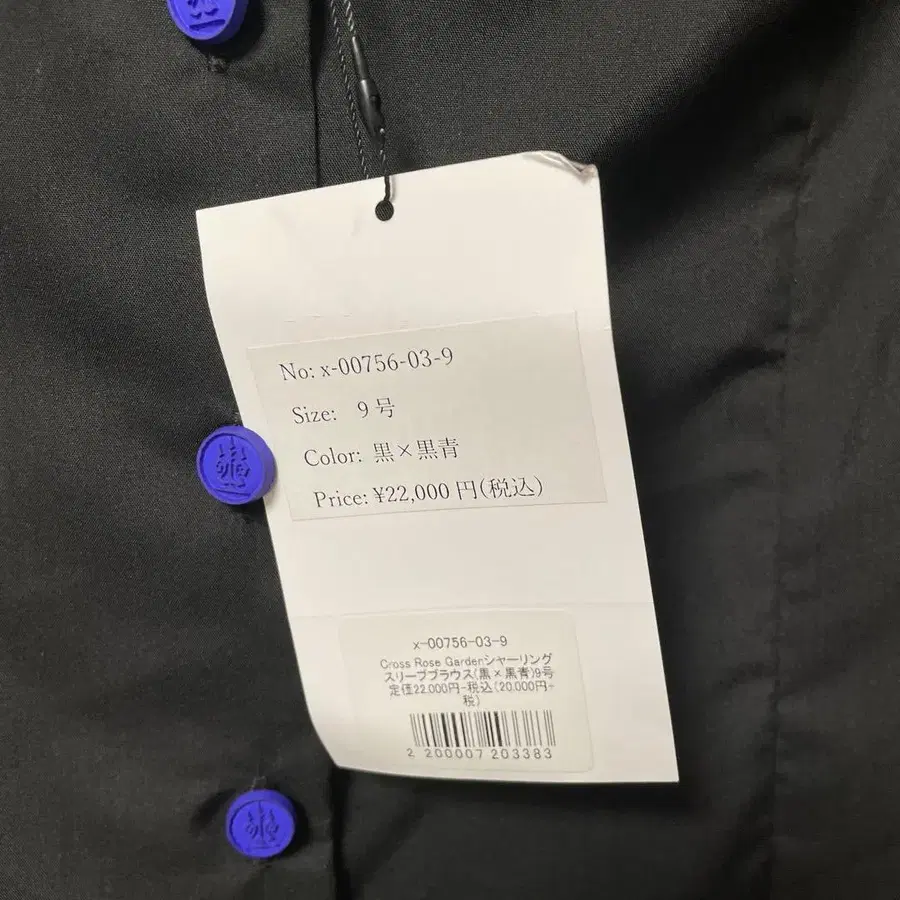 No: x-00756-03-9
Size: 9号
Color: 黒×黒青
Price: ¥22,000円(税込)
x-00756-03-9
Cross Rose Gardenシャーリング
スリーブブラウス(黒×黒青)9号
定価22.000円-税込(20.000円+
税)
2 200007 203383